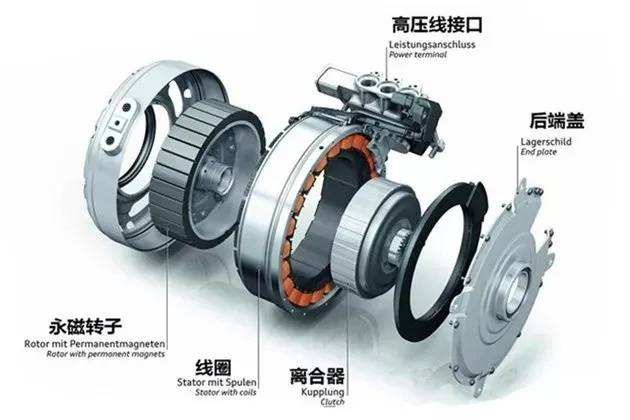 高压线接口
Leistungsanschluss
Power terminal
后端盖
Lagerschild
End plate
永磁转子
Rotor mit Permanentmagneten
Rotor with permanent magnets
线圈
Stator mit Spulen
Stator with coils
离合器
Kupplung
Clutch